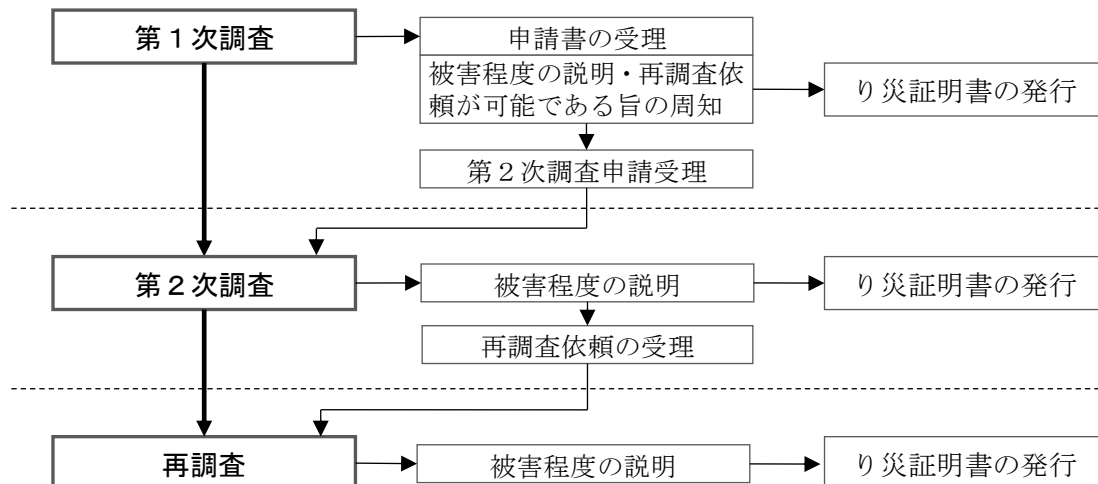 第１次調査
申請書の受理
被害程度の説明・再調査依
頼が可能である旨の周知
り災証明書の発行
第２次調査申請受理
第２次調査
被害程度の説明
り災証明書の発行
再調査依頼の受理
再調査
被害程度の説明
り災証明書の発行